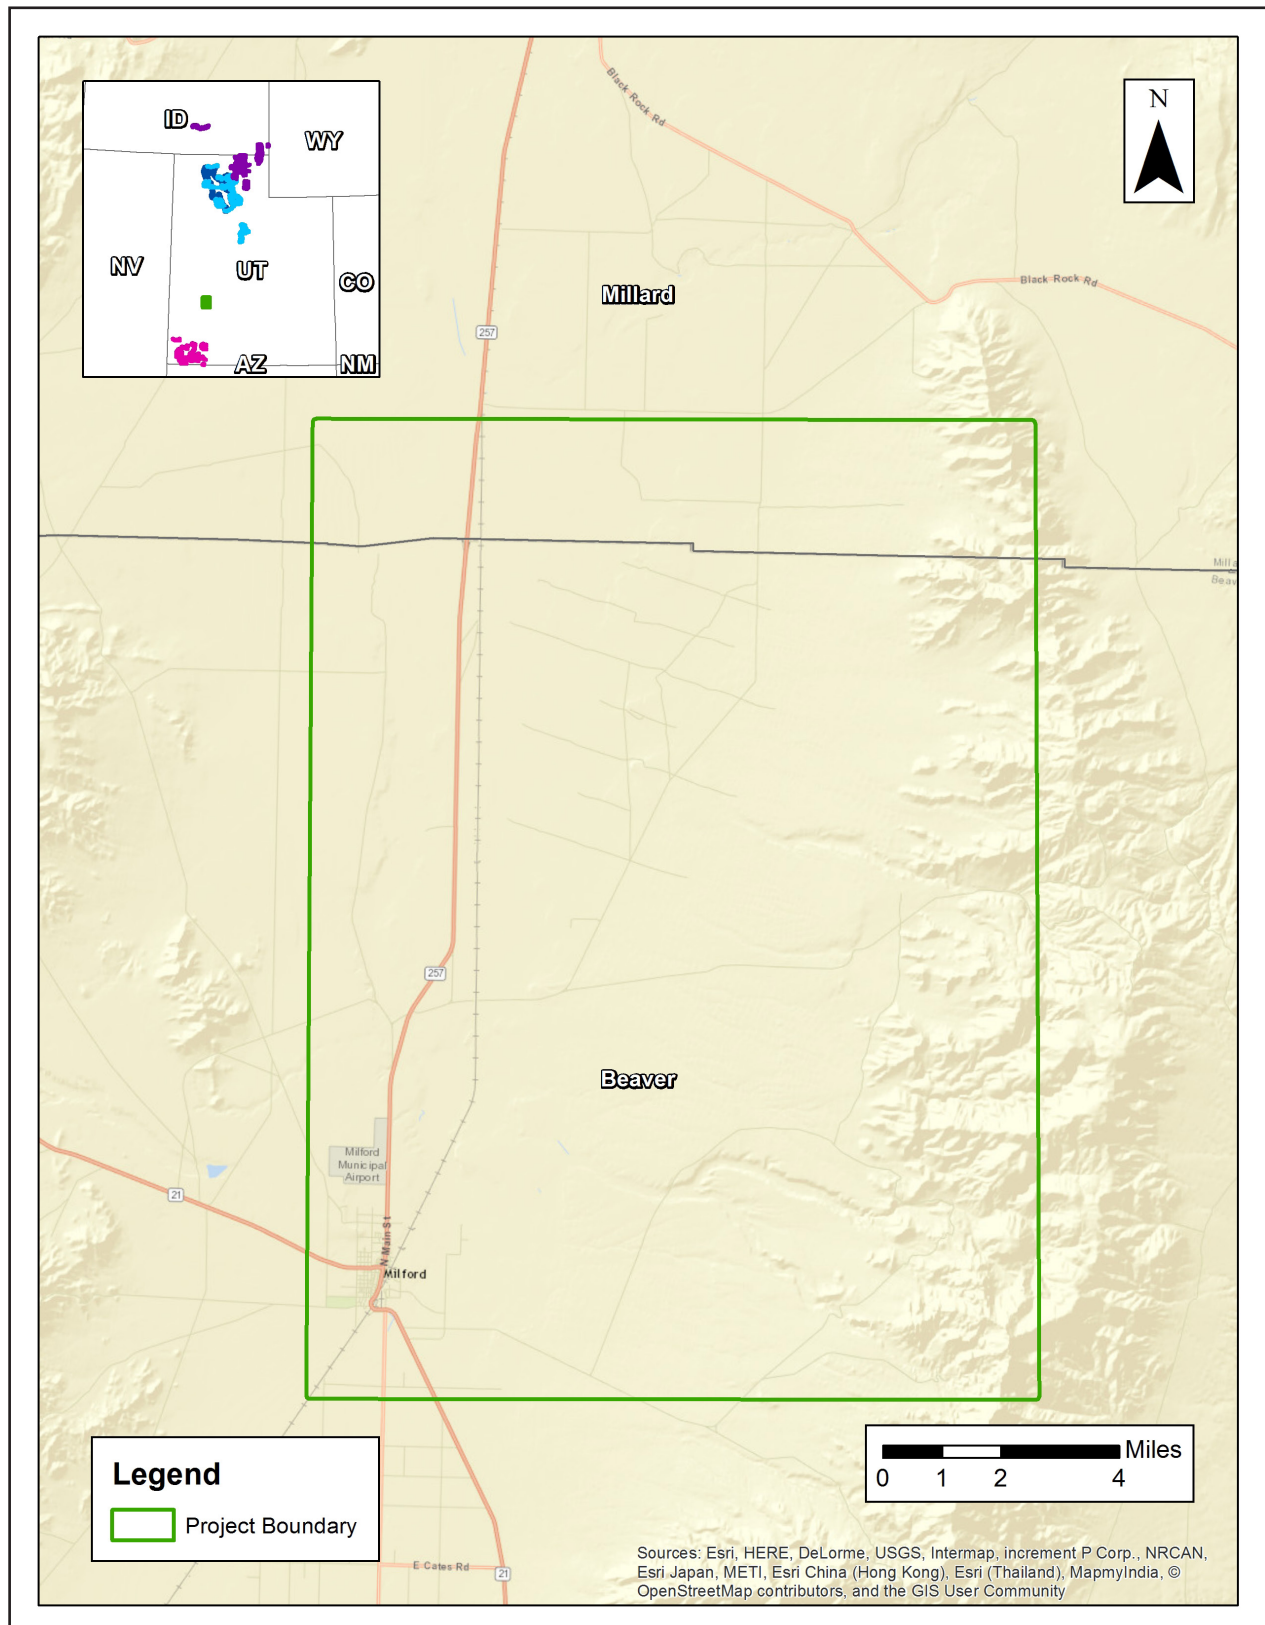 Black Rock Rd
N
ID
WY
NV
UT
CO
AZ
NM
Millard
Black Rock Rd
257
Beaver
257
Milford
Municipal
Airport
21
N Main St
Milford
Legend
Project Boundary
Miles
0 1 2 4
E Cates Rd
21
Sources: Esri, HERE, DeLorme, USGS, Intermap, increment P Corp., NRCAN,
Esri Japan, METI, Esri China (Hong Kong), Esri (Thailand), MapmyIndia, ©
OpenStreetMap contributors, and the GIS User Community